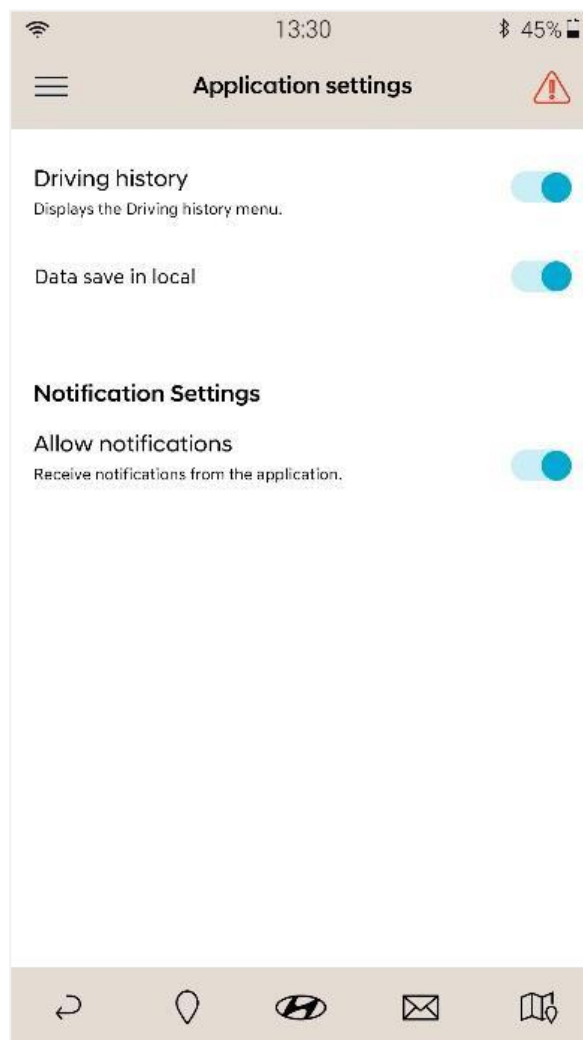 13:30
45%
Application settings
Driving history
Displays the Driving history menu.
Data save in local
Notification Settings
Allow notifications
Receive notifications from the application.